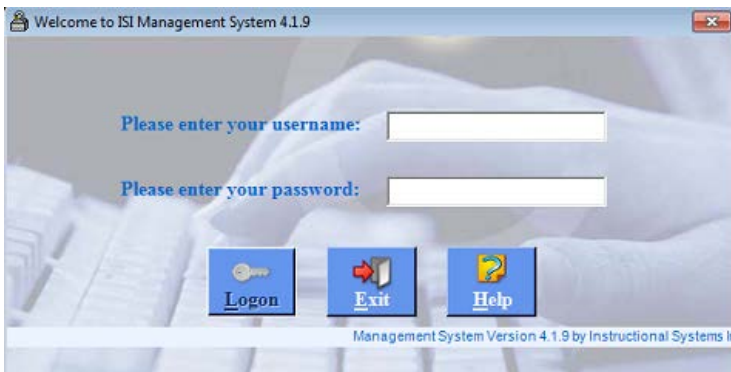 Welcome to ISI Management System 4.1.9
Please enter your username:
Please enter your password:
Logon Exit Help
Management System Version 4.1.9 by Instructional Systems